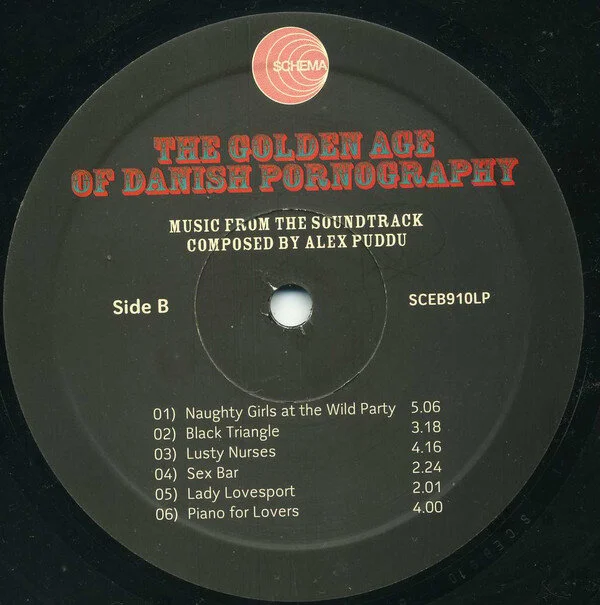 SCHEMA
THE GOLDEN AGE
OF DANISH PORNOGRAPHY
MUSIC FROM THE SOUNDTRACK
COMPOSED BY ALEX PUDDU
Side B
SCEB910LP
01) Naughty Girls at the Wild Party 5.06
02) Black Triangle 3.18
03) Lusty Nurses 4.16
04) Sex Bar 2.24
05) Lady Lovesport 2.01
06) Piano for Lovers 4.00